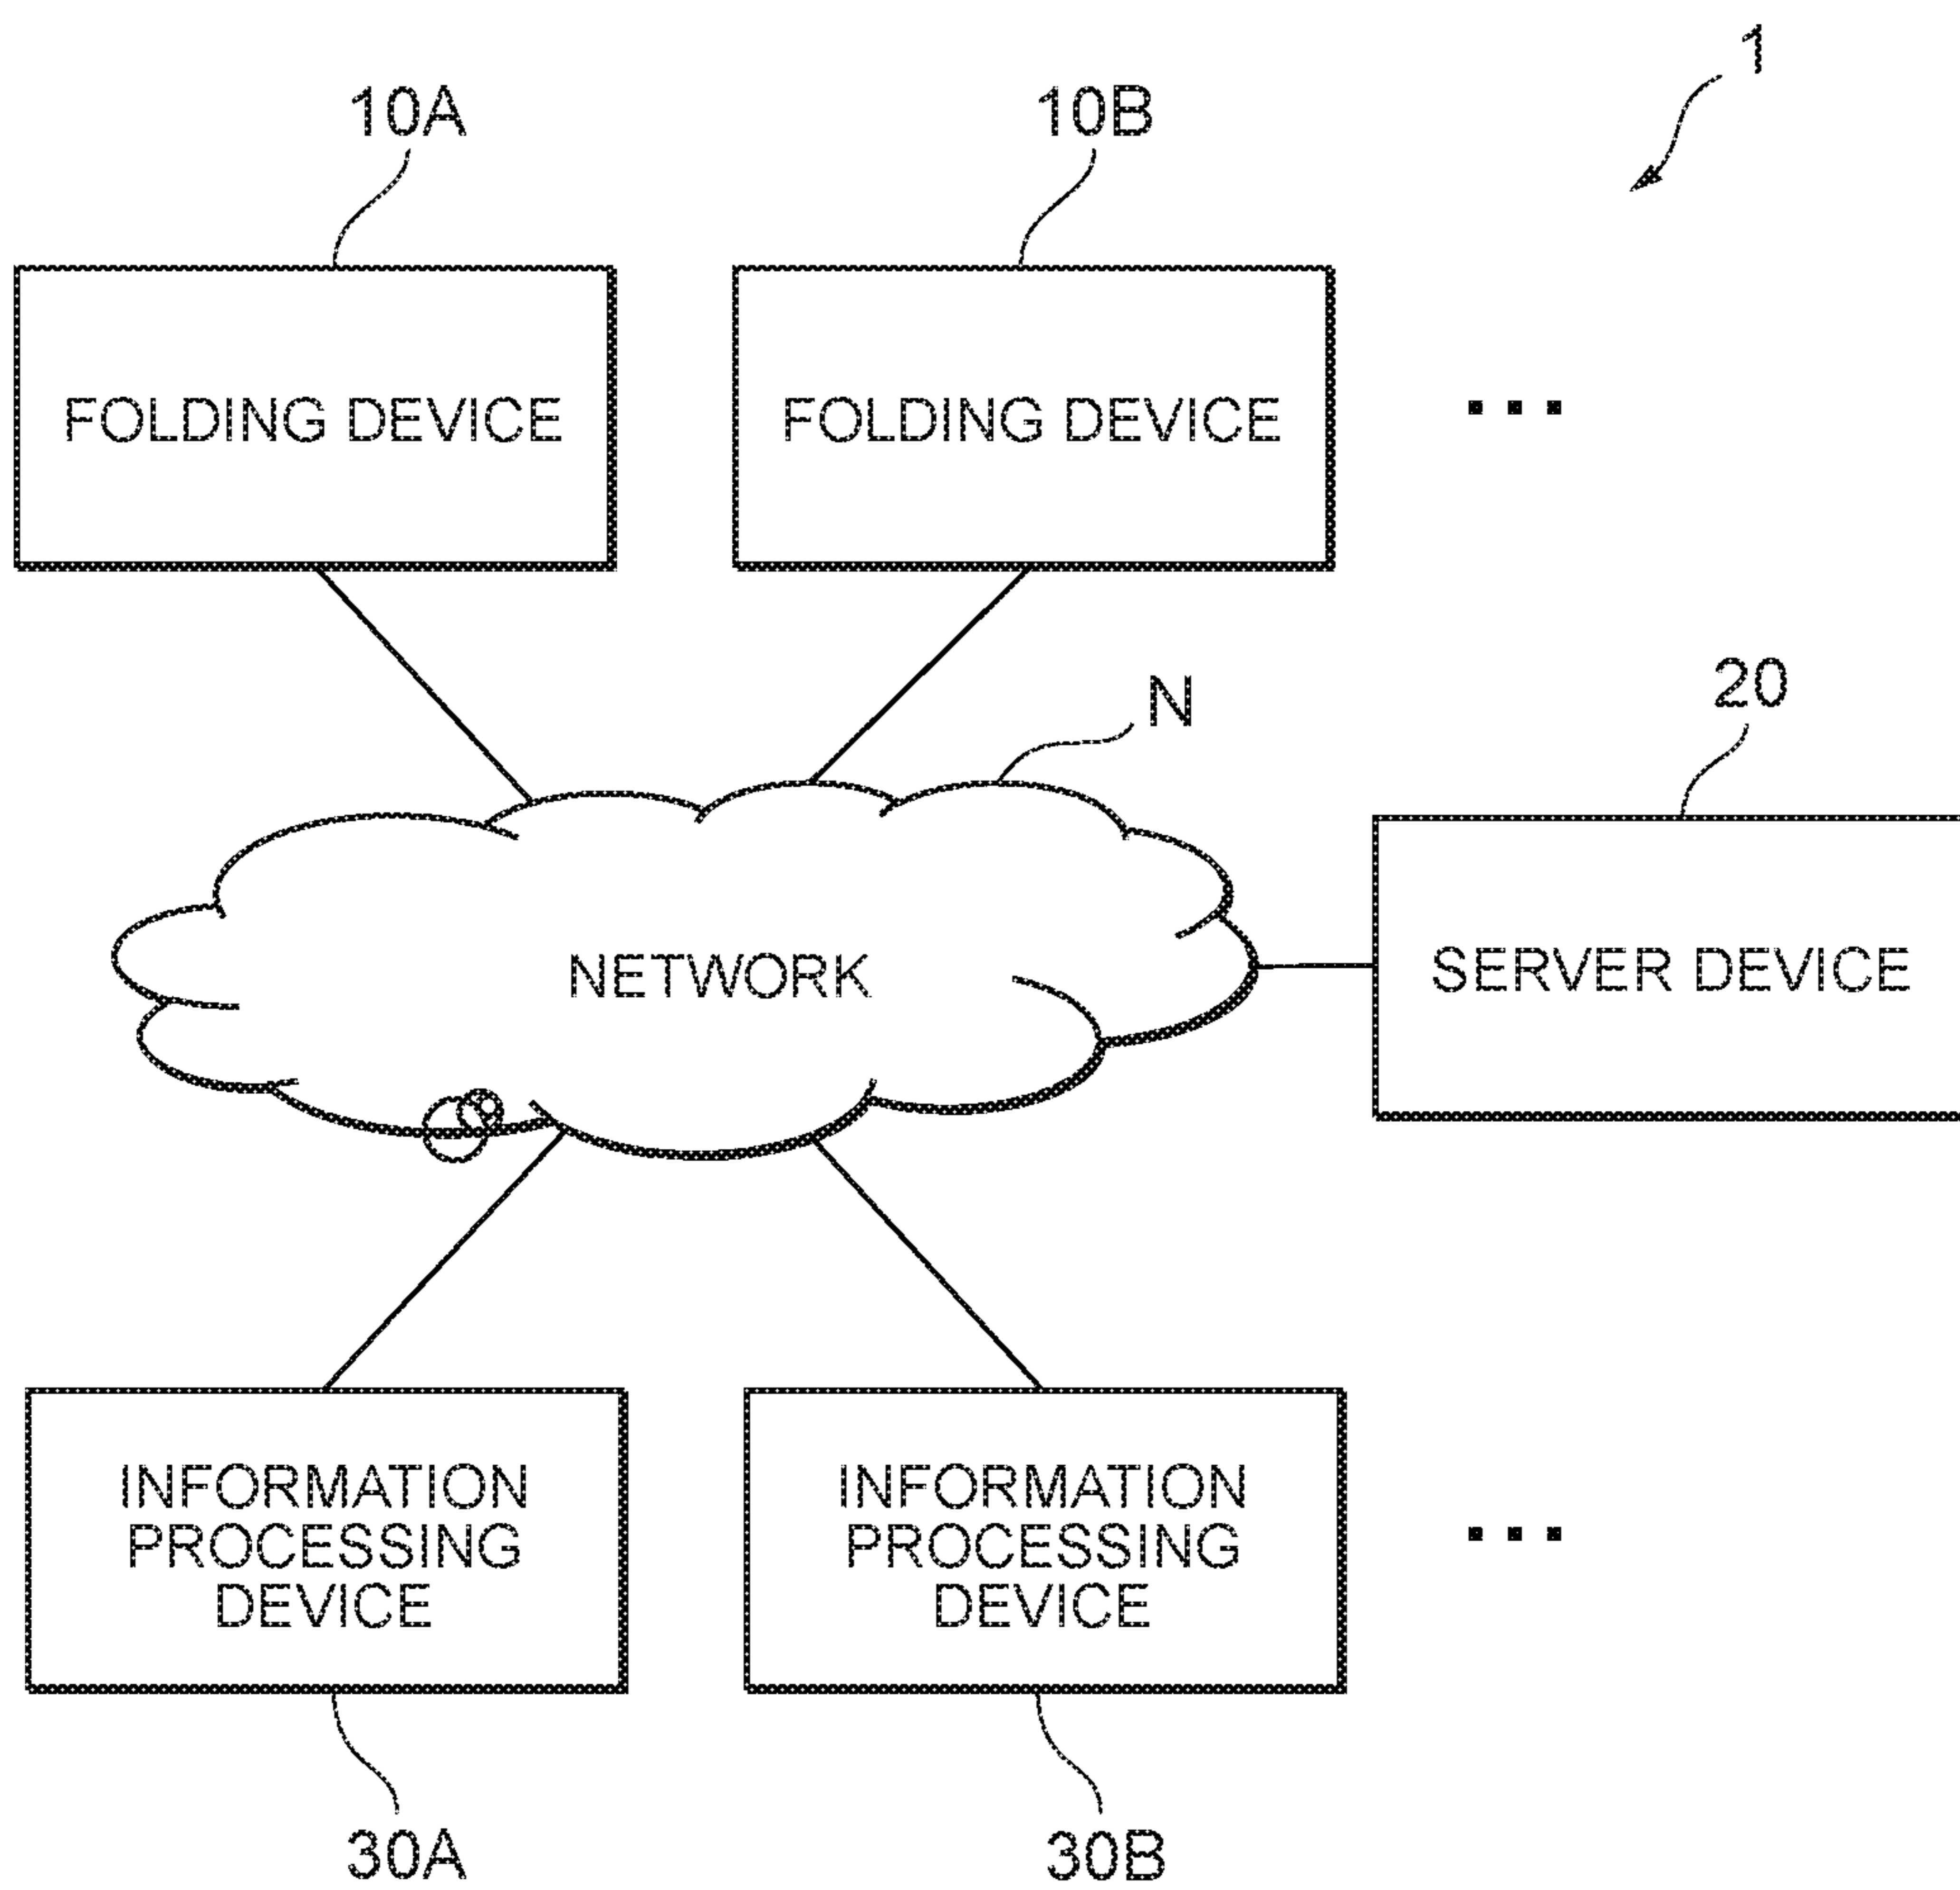 1
10A
10B
FOLDING DEVICE
FOLDING DEVICE
...
N
20
NETWORK
SERVER DEVICE
INFORMATION
PROCESSING
DEVICE
INFORMATION
PROCESSING
DEVICE
...
30A
30B